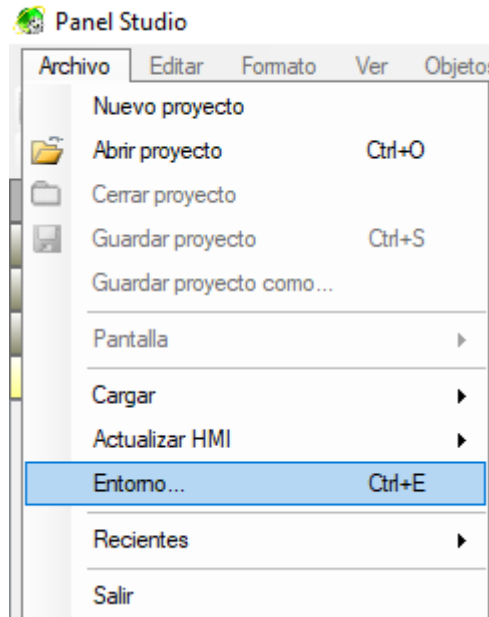 Panel Studio
Archivo Editar Formato Ver Objeto
Nuevo proyecto
Abrir proyecto Ctrl+O
Cerrar proyecto
Guardar proyecto Ctrl+S
Guardar proyecto como...
Pantalla
Cargar
Actualizar HMI
Entorno... Ctrl+E
Recientes
Salir